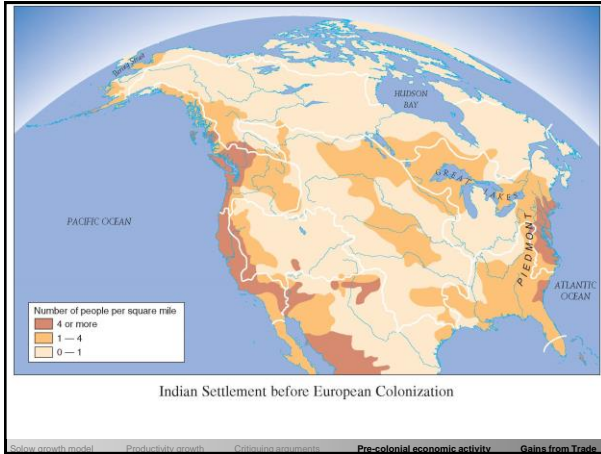 Bering Strait
HUDSON
BAY
GREAT LAKES
PACIFIC OCEAN
PIEDMONT
ATLANTIC
OCEAN
Number of people per square mile
4 or more
1 — 4
0 — 1
Indian Settlement before European Colonization
Solow growth model Productivity growth Critiquing arguments Pre-colonial economic activity Gains from Trade